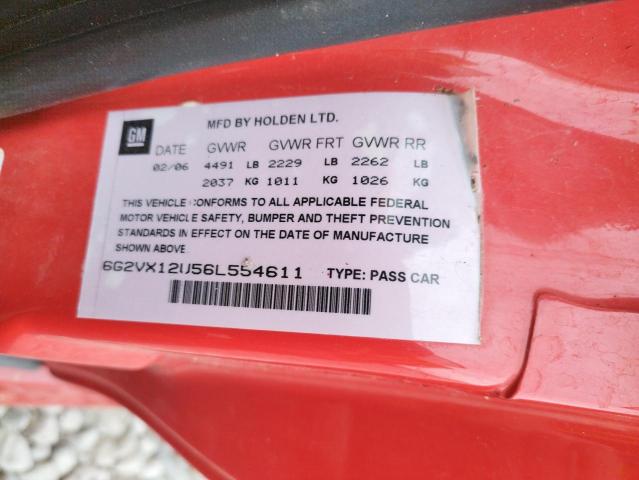 GM MFD BY HOLDEN LTD.
DATE GVWR GVWR FRT GVWR RR
02/06 4491 LB 2229 LB 2262 LB
2037 KG 1011 KG 1026 KG
THIS VEHICLE CONFORMS TO ALL APPLICABLE FEDERAL
MOTOR VEHICLE SAFETY, BUMPER AND THEFT PREVENTION
STANDARDS IN EFFECT ON THE DATE OF MANUFACTURE
SHOWN ABOVE
6G2VX12U56L554611 TYPE: PASS CAR